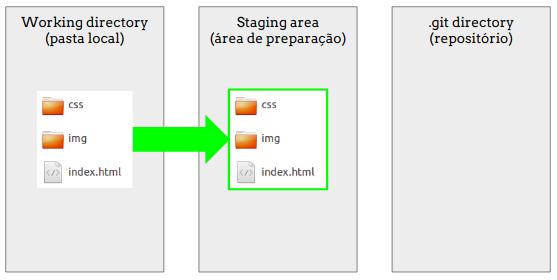 Working directory
(pasta local)
css
img
index.html
Staging area
(área de preparação)
css
img
index.html
.git directory
(repositório)